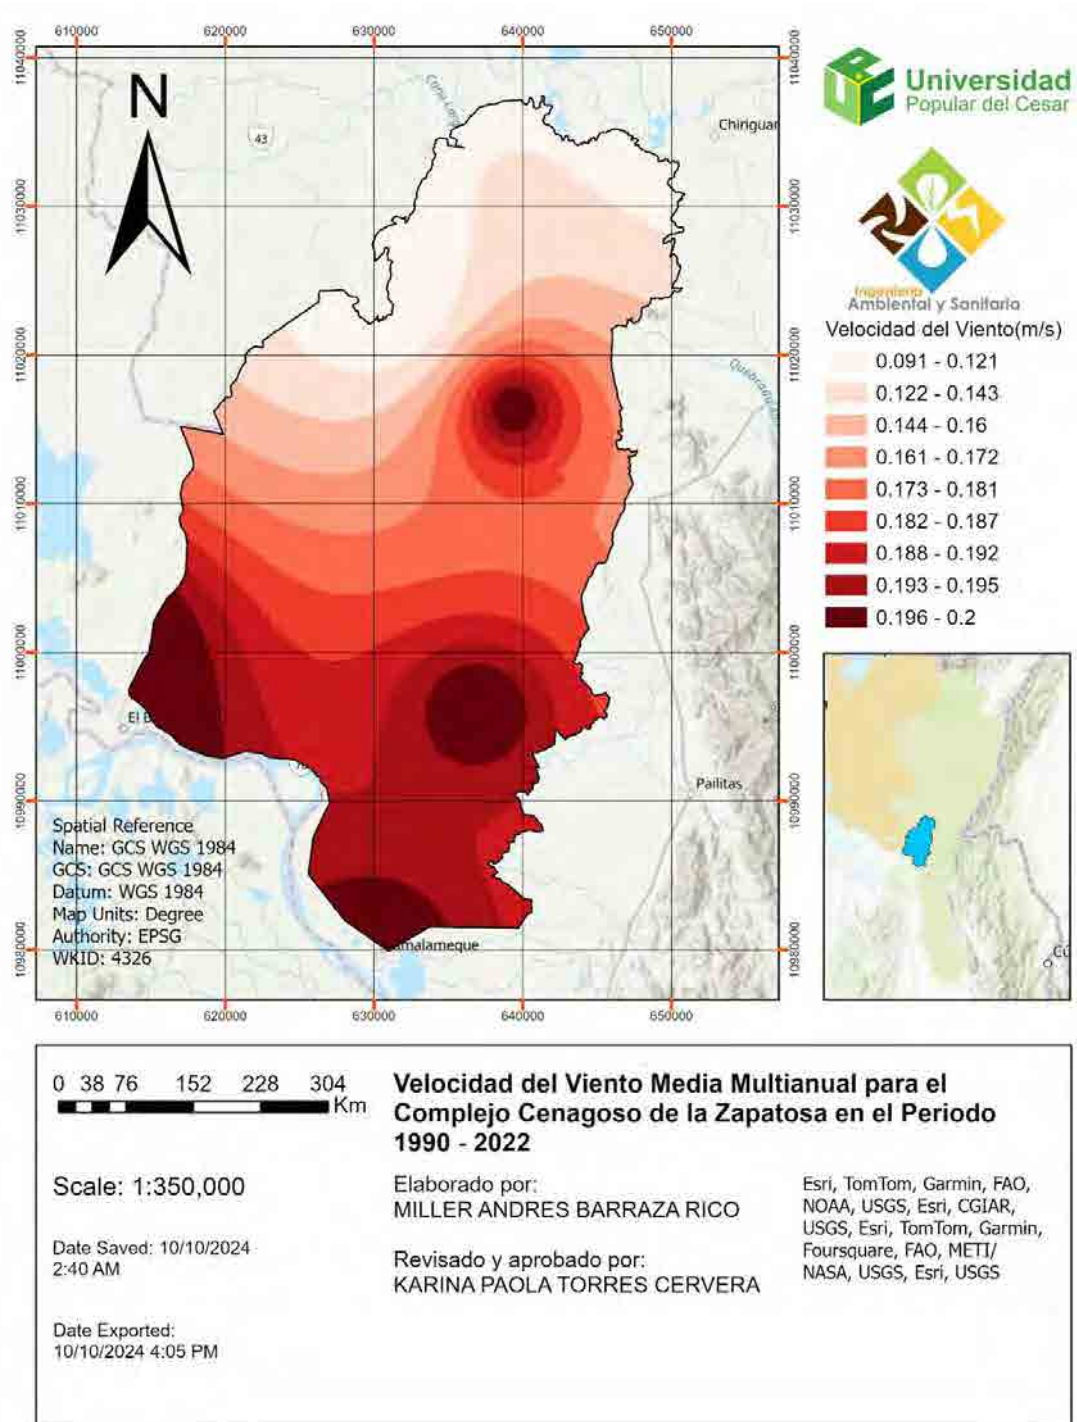 610000 620000 630000 640000 650000
11040000 11040000
N
43
Chiriguan
Universidad
Popular del Cesar
11030000 11030000
Ingeniería
Ambiental y Sanitaria
11020000 11020000
Velocidad del Viento(m/s)
0.091 - 0.121
0.122 - 0.143
0.144 - 0.16
0.161 - 0.172
0.173 - 0.181
0.182 - 0.187
0.188 - 0.192
0.193 - 0.195
0.196 - 0.2
11010000 11010000
11000000 11000000
El B
Pailitas
10990000 10990000
Spatial Reference
Name: GCS WGS 1984
GCS: GCS WGS 1984
Datum: WGS 1984
Map Units: Degree
Authority: EPSG
WKID: 4326
malameque
10980000 10980000
Cú
610000 620000 630000 640000 650000
0 38 76 152 228 304
Km
Scale: 1:350,000
Date Saved: 10/10/2024
2:40 AM
Date Exported:
10/10/2024 4:05 PM
Velocidad del Viento Media Multianual para el
Complejo Cenagoso de la Zapatosa en el Periodo
1990 - 2022
Elaborado por:
MILLER ANDRES BARRAZA RICO
Revisado y aprobado por:
KARINA PAOLA TORRES CERVERA
Esri, TomTom, Garmin, FAO,
NOAA, USGS, Esri, CGIAR,
USGS, Esri, TomTom, Garmin,
Foursquare, FAO, METI/
NASA, USGS, Esri, USGS